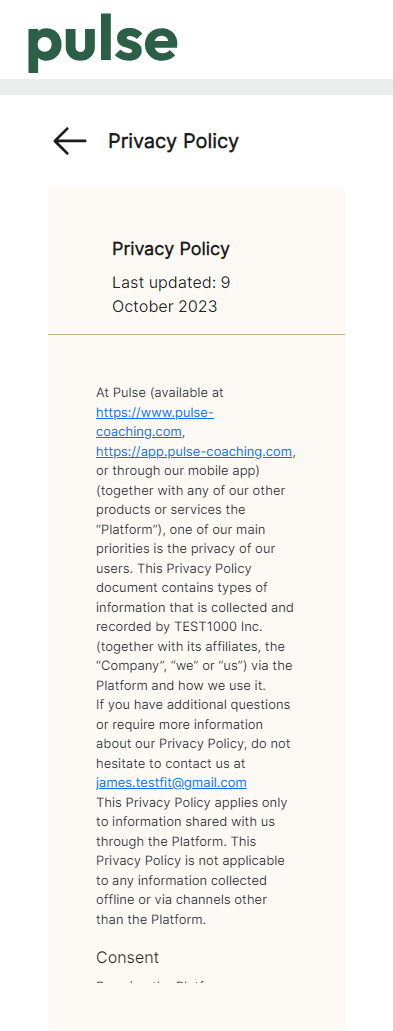 pulse
Privacy Policy
Privacy Policy
Last updated: 9
October 2023
At Pulse (available at
https://www.pulse-
coaching.com,
https://app.pulse-coaching.com,
or through our mobile app)
(together with any of our other
products or services the
“Platform”), one of our main
priorities is the privacy of our
users. This Privacy Policy
document contains types of
information that is collected and
recorded by TEST1000 Inc.
(together with its affiliates, the
“Company”, “we” or “us”) via the
Platform and how we use it.
If you have additional questions
or require more information
about our Privacy Policy, do not
hesitate to contact us at
james.testfit@gmail.com
This Privacy Policy applies only
to information shared with us
through the Platform. This
Privacy Policy is not applicable
to any information collected
offline or via channels other
than the Platform.
Consent